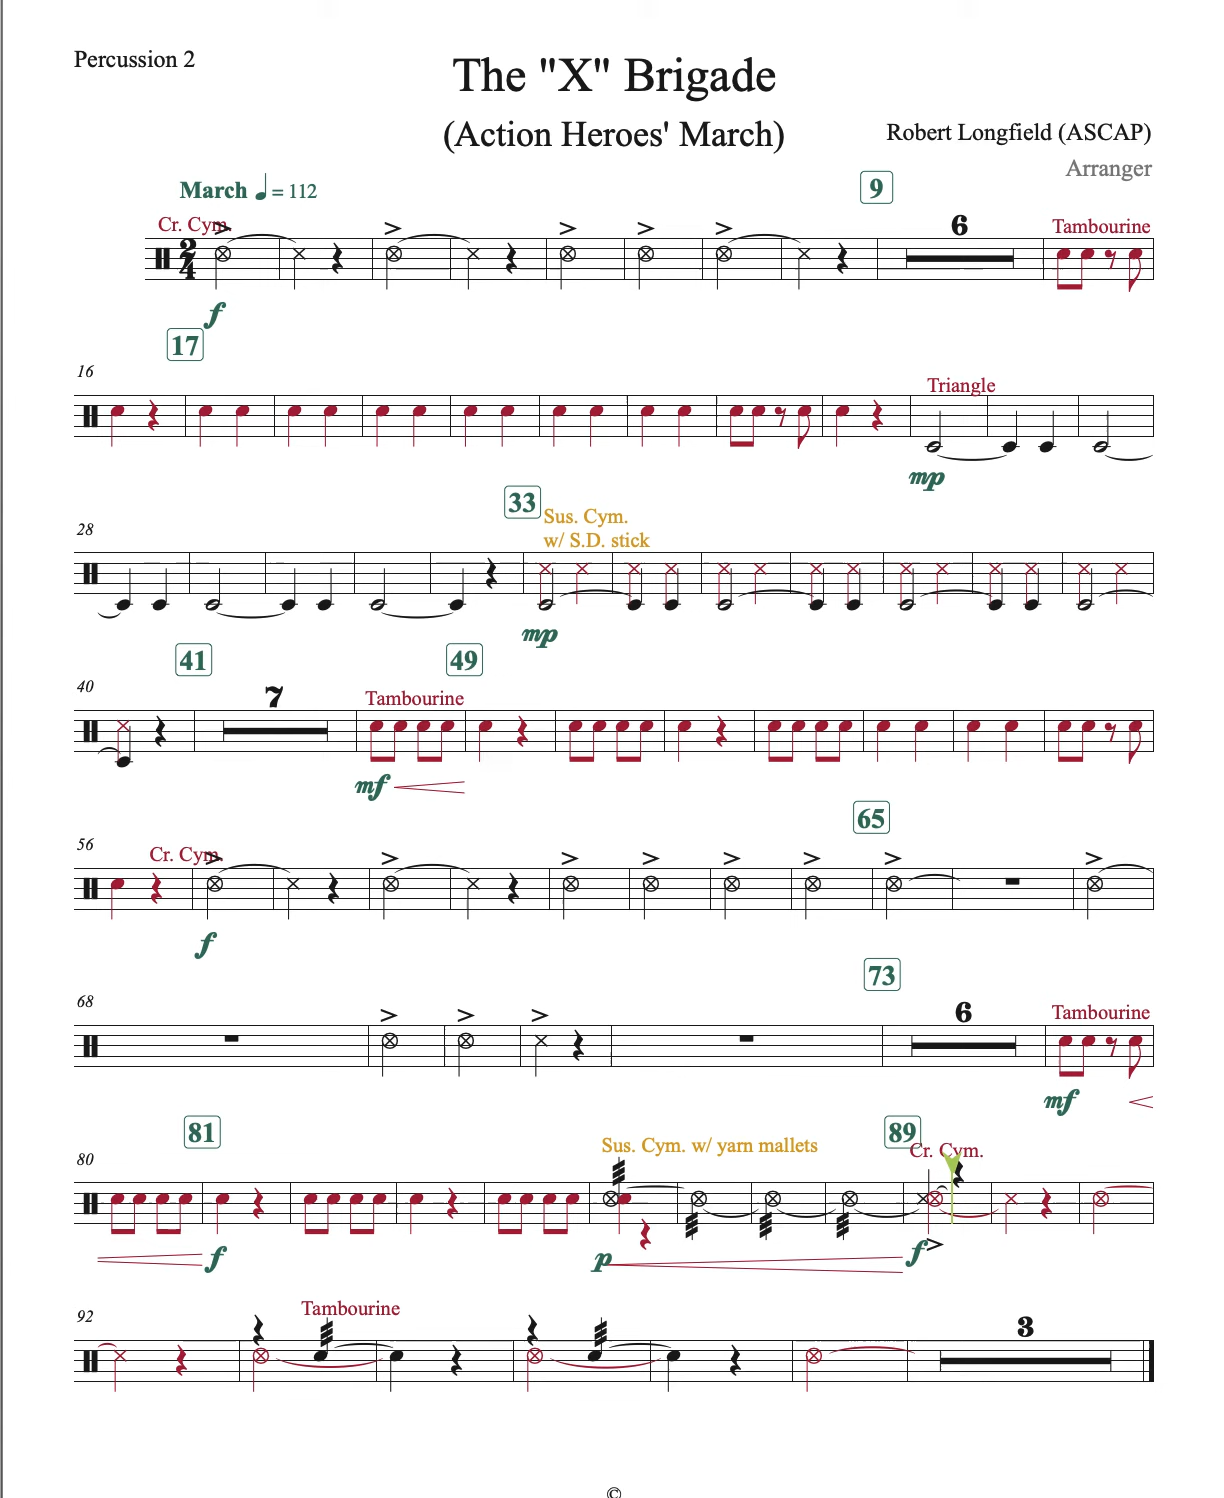 Percussion 2
The "X" Brigade
(Action Heroes' March)
Robert Longfield (ASCAP)
Arranger
March = 112
9
Cr. Cym.
6
Tambourine
2
4
f
17
16
Triangle
mp
33
28
Sus. Cym.
w/ S.D. stick
mp
41
49
40
7
Tambourine
mf
65
56
Cr. Cym.
f
73
68
6
Tambourine
mf
81
89
80
Sus. Cym. w/ yarn mallets
Cr. Cym.
f
p
f
92
Tambourine
3
©